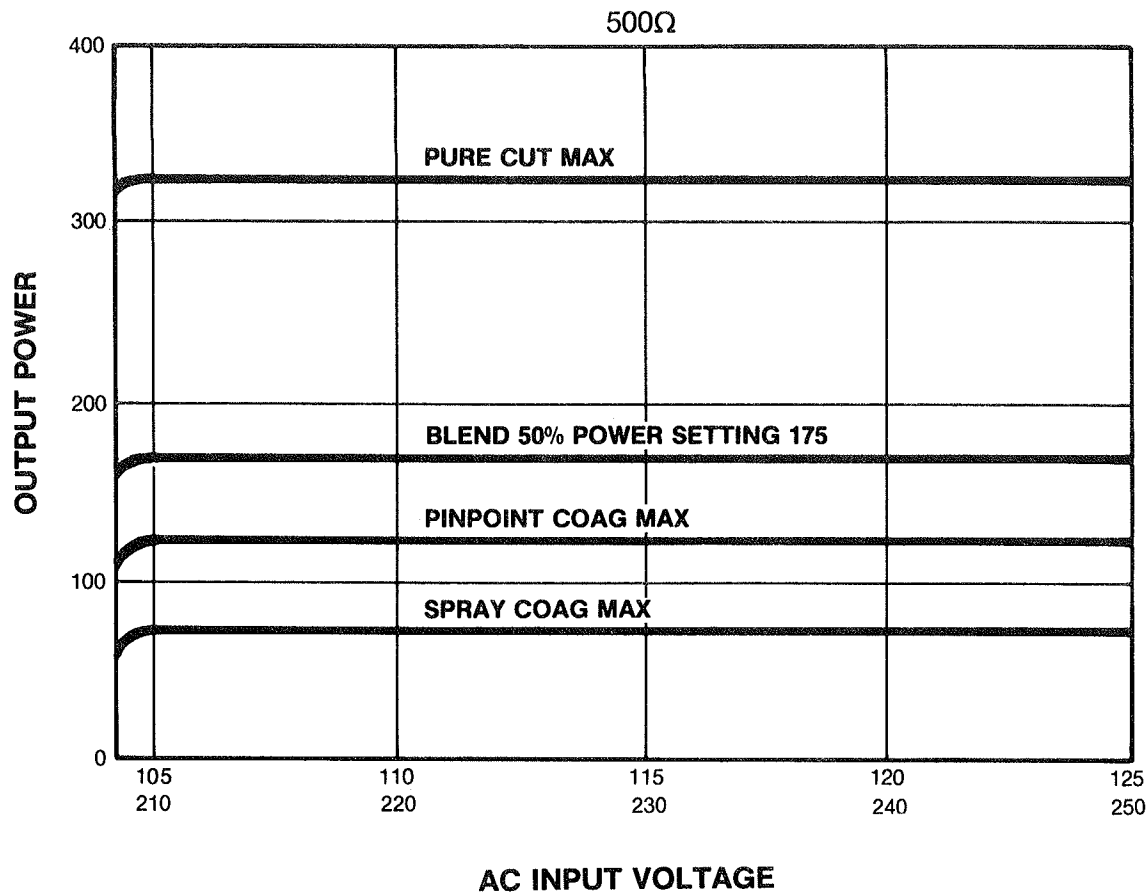 500Ω
400
PURE CUT MAX
300
OUTPUT POWER
200
BLEND 50% POWER SETTING 175
PINPOINT COAG MAX
100
SPRAY COAG MAX
0
105 110 115 120 125
210 220 230 240 250
AC INPUT VOLTAGE